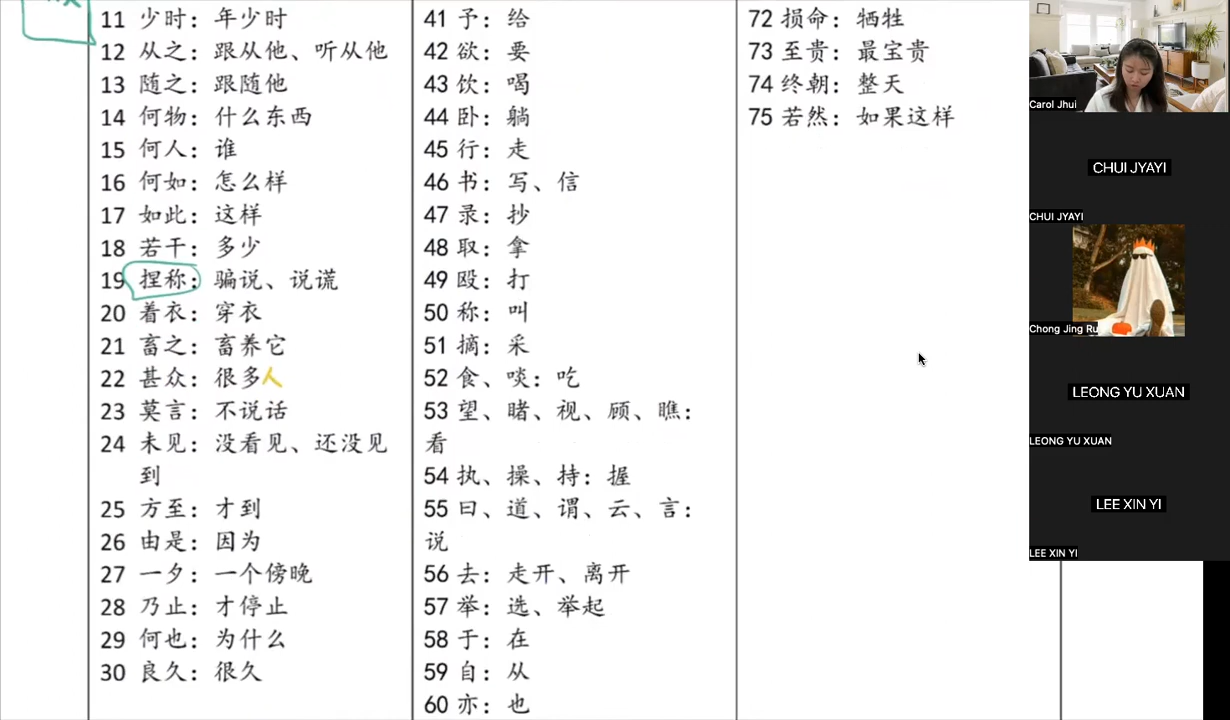 11 少时：年少时
12 从之：跟从他、听从他
13 随之：跟随他
14 何物：什么东西
15 何人：谁
16 何如：怎么样
17 如此：这样
18 若干：多少
19 捏称：骗说、说谎
20 着衣：穿衣
21 畜之：畜养它
22 甚众：很多人
23 莫言：不说话
24 未见：没看见、还没见
到
25 方至：才到
26 由是：因为
27 一夕：一个傍晚
28 乃止：才停止
29 何也：为什么
30 良久：很久
41 予：给
42 欲：要
43 饮：喝
44 卧：躺
45 行：走
46 书：写、信
47 录：抄
48 取：拿
49 殴：打
50 称：叫
51 摘：采
52 食、啖：吃
53 望、睹、视、顾、瞧：
看
54 执、操、持：握
55 曰、道、谓、云、言：
说
56 去：走开、离开
57 举：选、举起
58 于：在
59 自：从
60 亦：也
72 损命：牺牲
73 至贵：最宝贵
74 终朝：整天
75 若然：如果这样
Carol Jhui
CHUI JYAYI
CHUI JYAYI
Chong Jing Ru
LEONG YU XUAN
LEONG YU XUAN
LEE XIN YI
LEE XIN YI